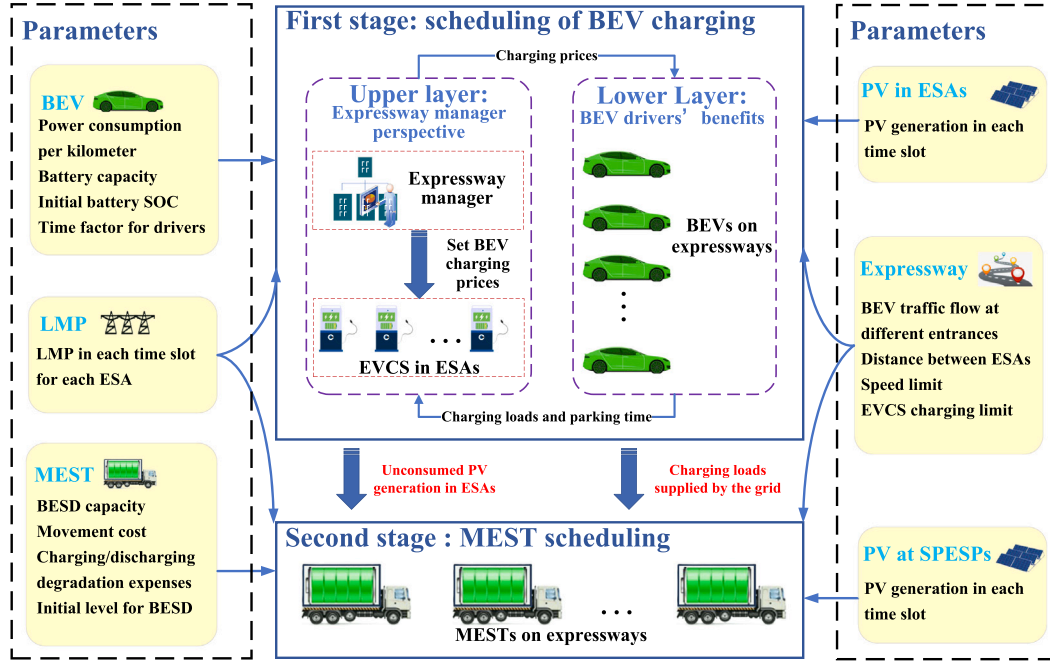 Parameters
BEV
Power consumption
per kilometer
Battery capacity
Initial battery SOC
Time factor for drivers
LMP
LMP in each time slot
for each ESA
MEST
BESD capacity
Movement cost
Charging/discharging
degradation expenses
Initial level for BESD
First stage: scheduling of BEV charging
Charging prices
Upper layer:
Expressway manager
perspective
Expressway
manager
Set BEV
charging
prices
EVCS in ESAs
Lower Layer:
BEV drivers’ benefits
BEVs on
expressways
Charging loads and parking time
Unconsumed PV
generation in ESAs
Charging loads
supplied by the grid
Second stage : MEST scheduling
MESTs on expressways
Parameters
PV in ESAs
PV generation in each
time slot
Expressway
BEV traffic flow at
different entrances
Distance between ESAs
Speed limit
EVCS charging limit
PV at SPESPs
PV generation in each
time slot